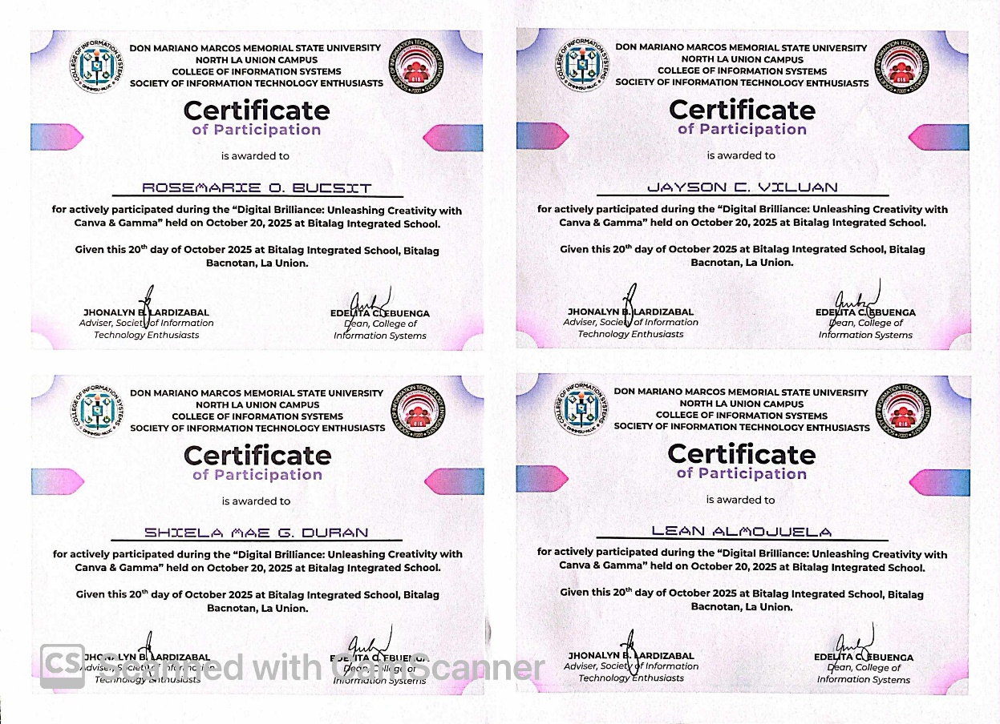 DON MARIANO MARCOS MEMORIAL STATE UNIVERSITY
NORTH LA UNION CAMPUS
COLLEGE OF INFORMATION SYSTEMS
SOCIETY OF INFORMATION TECHNOLOGY ENTHUSIASTS
Certificate
of Participation
is awarded to
ROSEMARIE O. BUCSIT
for actively participated during the “Digital Brilliance: Unleashing Creativity with
Canva & Gamma” held on October 20, 2025 at Bitalag Integrated School.
Given this 20th day of October 2025 at Bitalag Integrated School, Bitalag
Bacnotan, La Union.
JHONALYN B. LARDIZABAL
Adviser, Society of Information
Technology Enthusiasts
EDELITA C. EBUENGA
Dean, College of
Information Systems
DON MARIANO MARCOS MEMORIAL STATE UNIVERSITY
NORTH LA UNION CAMPUS
COLLEGE OF INFORMATION SYSTEMS
SOCIETY OF INFORMATION TECHNOLOGY ENTHUSIASTS
Certificate
of Participation
is awarded to
JAYSON C. VILUAN
for actively participated during the “Digital Brilliance: Unleashing Creativity with
Canva & Gamma” held on October 20, 2025 at Bitalag Integrated School.
Given this 20th day of October 2025 at Bitalag Integrated School, Bitalag
Bacnotan, La Union.
JHONALYN B. LARDIZABAL
Adviser, Society of Information
Technology Enthusiasts
EDELITA C. EBUENGA
Dean, College of
Information Systems
DON MARIANO MARCOS MEMORIAL STATE UNIVERSITY
NORTH LA UNION CAMPUS
COLLEGE OF INFORMATION SYSTEMS
SOCIETY OF INFORMATION TECHNOLOGY ENTHUSIASTS
Certificate
of Participation
is awarded to
SHIELA MAE G. DURAN
for actively participated during the “Digital Brilliance: Unleashing Creativity with
Canva & Gamma” held on October 20, 2025 at Bitalag Integrated School.
Given this 20th day of October 2025 at Bitalag Integrated School, Bitalag
Bacnotan, La Union.
JHONALYN B. LARDIZABAL
Adviser, Society of Information
Technology Enthusiasts
EDELITA C. EBUENGA
Dean, College of
Information Systems
CS Scanned with CamScanner
DON MARIANO MARCOS MEMORIAL STATE UNIVERSITY
NORTH LA UNION CAMPUS
COLLEGE OF INFORMATION SYSTEMS
SOCIETY OF INFORMATION TECHNOLOGY ENTHUSIASTS
Certificate
of Participation
is awarded to
LEAN ALMOJUELA
for actively participated during the “Digital Brilliance: Unleashing Creativity with
Canva & Gamma” held on October 20, 2025 at Bitalag Integrated School.
Given this 20th day of October 2025 at Bitalag Integrated School, Bitalag
Bacnotan, La Union.
JHONALYN B. LARDIZABAL
Adviser, Society of Information
Technology Enthusiasts
EDELITA C. EBUENGA
Dean, College of
Information Systems